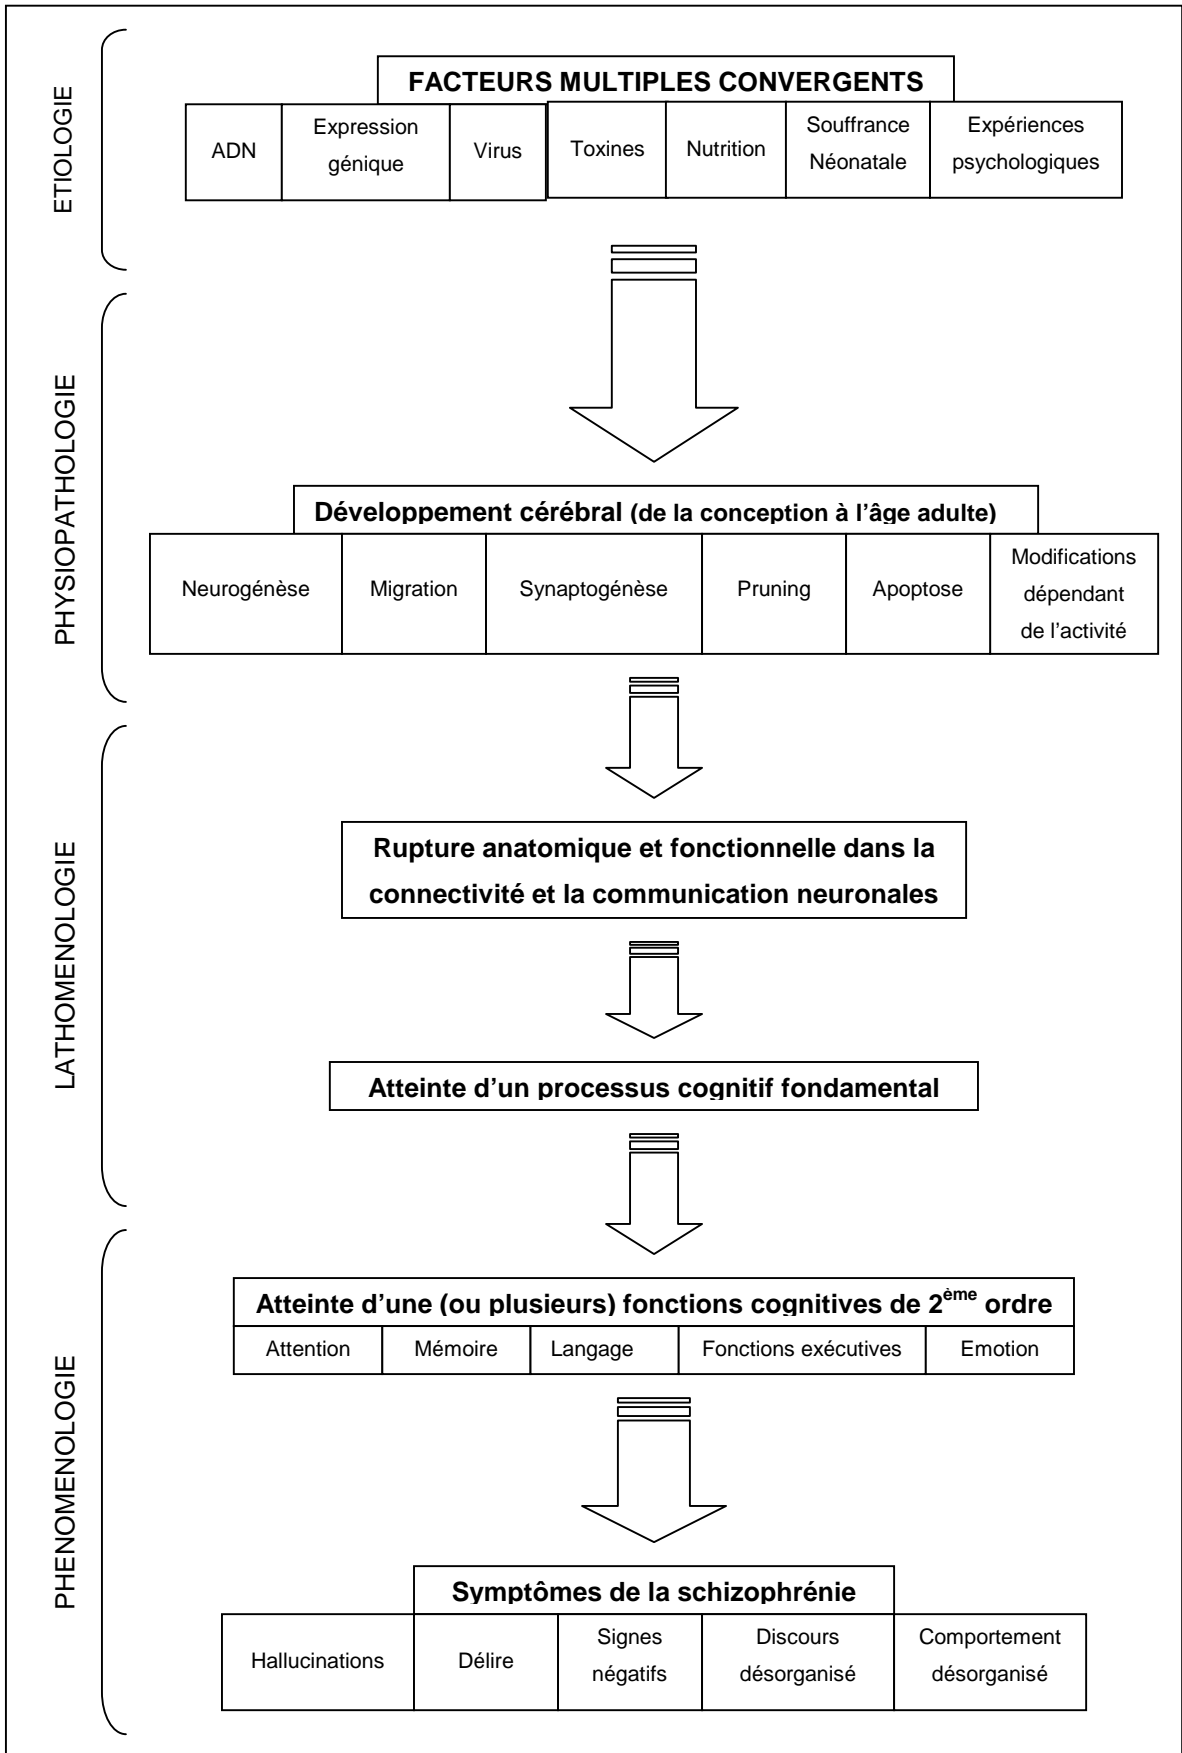 ETIOLOGIE
FACTEURS MULTIPLES CONVERGENTS
ADN
Expression
génique
Virus
Toxines
Nutrition
Souffrance
Néonatale
Expériences
psychologiques
PHYSIOPATHOLOGIE
Développement cérébral (de la conception à l’âge adulte)
Neurogénèse
Migration
Synaptogénèse
Pruning
Apoptose
Modifications
dépendant
de l’activité
LATHOMENOLOGIE
Rupture anatomique et fonctionnelle dans la
connectivité et la communication neuronales
Atteinte d’un processus cognitif fondamental
PHENOMENOLOGIE
Atteinte d’une (ou plusieurs) fonctions cognitives de 2ème ordre
Attention
Mémoire
Langage
Fonctions exécutives
Emotion
Symptômes de la schizophrénie
Hallucinations
Délire
Signes
négatifs
Discours
désorganisé
Comportement
désorganisé